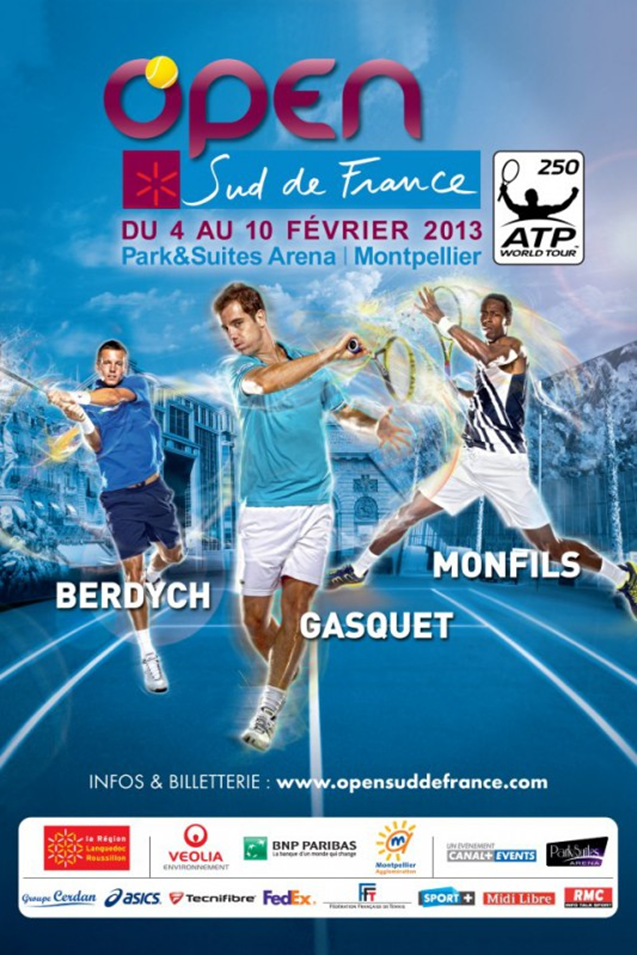 OPEN
Sud de France
DU 4 AU 10 FÉVRIER 2013
Park&Suites Arena | Montpellier
250
ATP
WORLD TOUR
BERDYCH
GASQUET
MONFILS
INFOS & BILLETTERIE : www.opensuddefrance.com
la Région
Languedoc
Roussillon
VEOLIA
ENVIRONNEMENT
BNP PARIBAS
La banque d'un monde qui change
Montpellier
Agglomération
UN ÉVÉNEMENT
CANAL+ EVENTS
Park&Suites
ARENA
Groupe Cerdan
asics
Tecnifibre
FedEx
FFT
FÉDÉRATION FRANÇAISE DE TENNIS
SPORT+
Midi Libre
RMC
INFO TALK SPORT